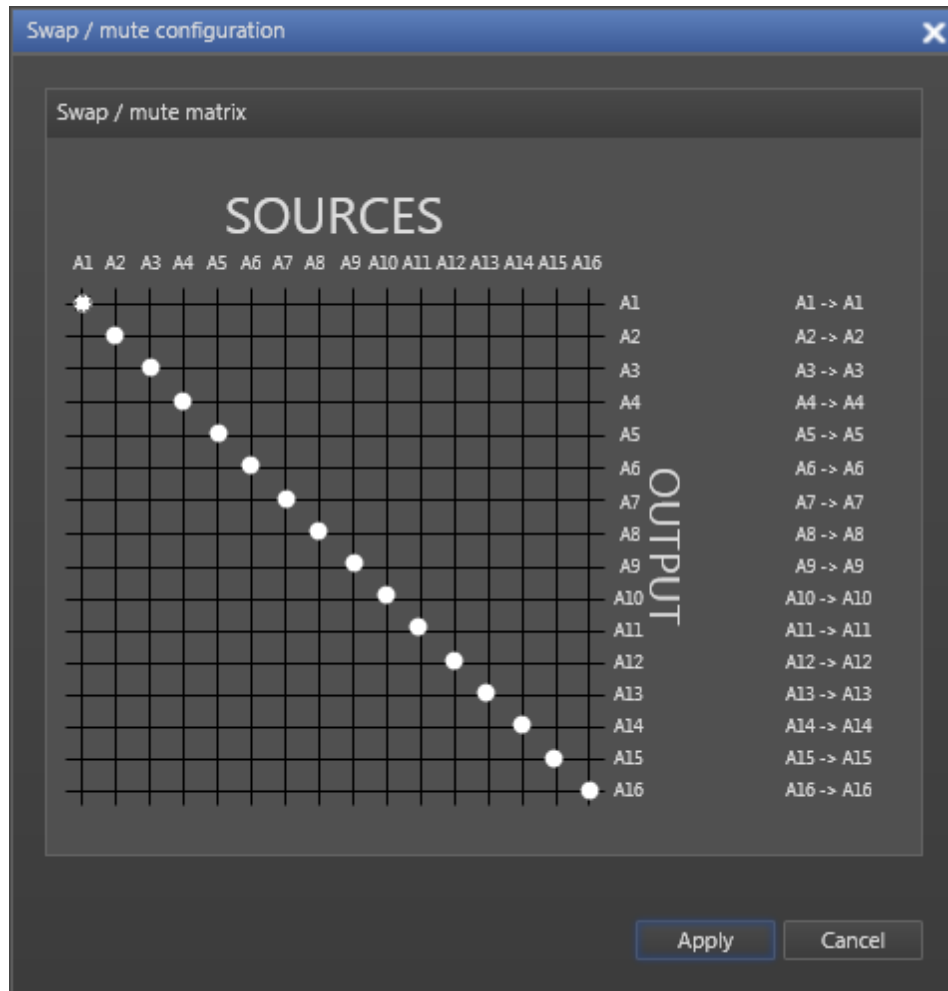 Swap / mute configuration
Swap / mute matrix
SOURCES
A1 A2 A3 A4 A5 A6 A7 A8 A9 A10 A11 A12 A13 A14 A15 A16
A1 A1 -> A1
A2 A2 -> A2
A3 A3 -> A3
A4 A4 -> A4
A5 A5 -> A5
A6 A6 -> A6
A7 A7 -> A7
A8 A8 -> A8
A9 A9 -> A9
A10 A10 -> A10
A11 A11 -> A11
A12 A12 -> A12
A13 A13 -> A13
A14 A14 -> A14
A15 A15 -> A15
A16 A16 -> A16
OUTPUT
Apply Cancel